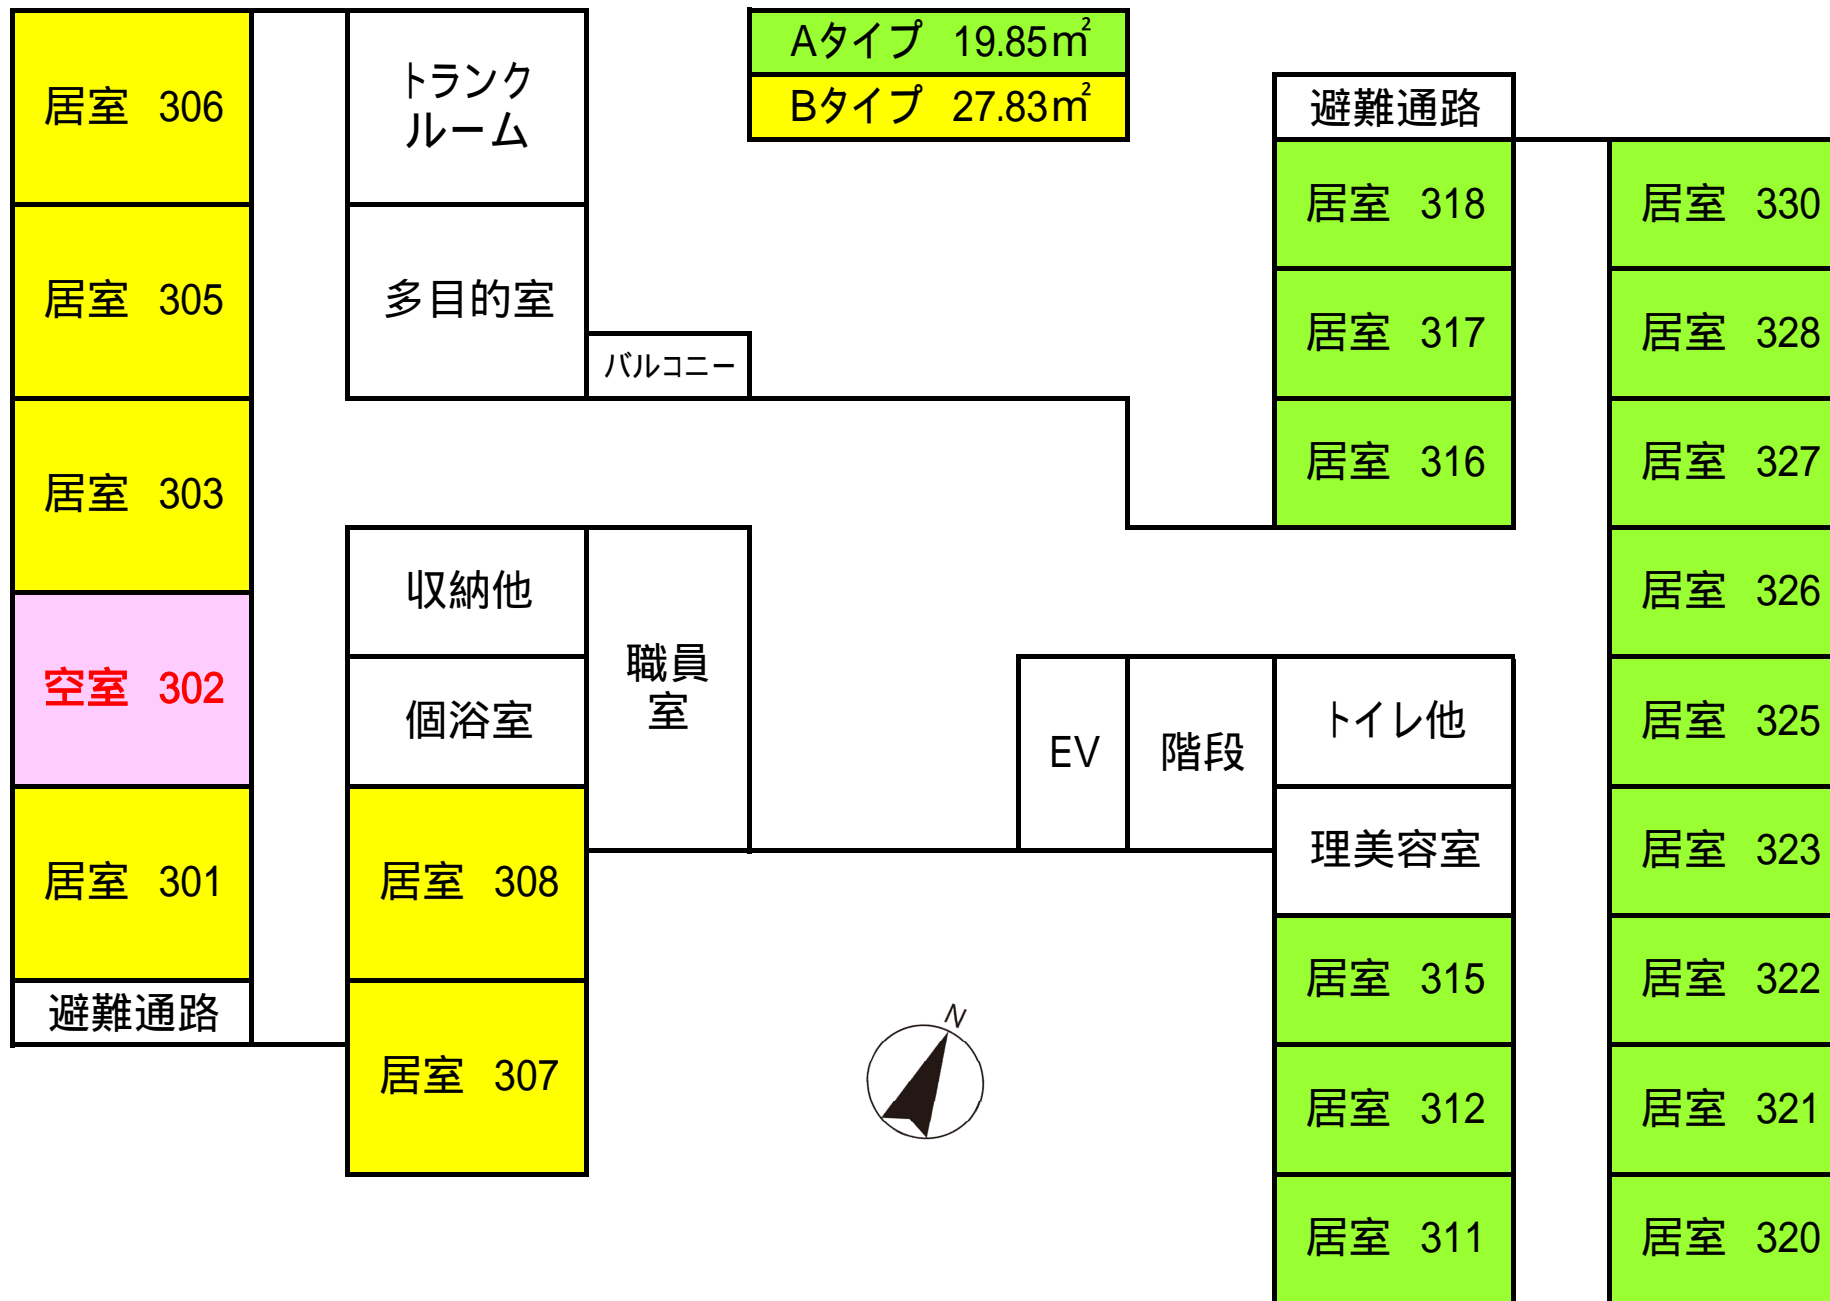 居室 306
トランク
ルーム
Aタイプ 19.85㎡
Bタイプ 27.83㎡
避難通路
居室 318
居室 330
居室 305
多目的室
バルコニー
居室 317
居室 328
居室 303
居室 316
居室 327
収納他
職員
室
居室 326
空室 302
個浴室
EV
階段
トイレ他
居室 325
居室 301
居室 308
理美容室
居室 323
避難通路
居室 315
居室 322
居室 307
N
居室 312
居室 321
居室 311
居室 320